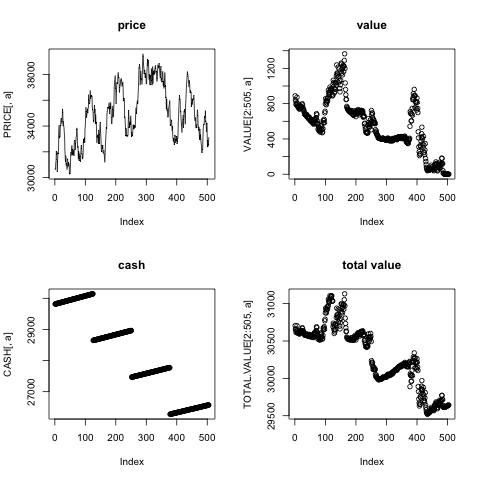 price
PRICE[, a]
30000 34000 38000
0 100 200 300 400 500
Index
value
VALUE[2:505, a]
0 400 800 1200
0 100 200 300 400 500
Index
cash
CASH[, a]
27000 29000
0 100 200 300 400 500
Index
total value
TOTAL.VALUE[2:505, a]
29500 30000 30500 31000
0 100 200 300 400 500
Index